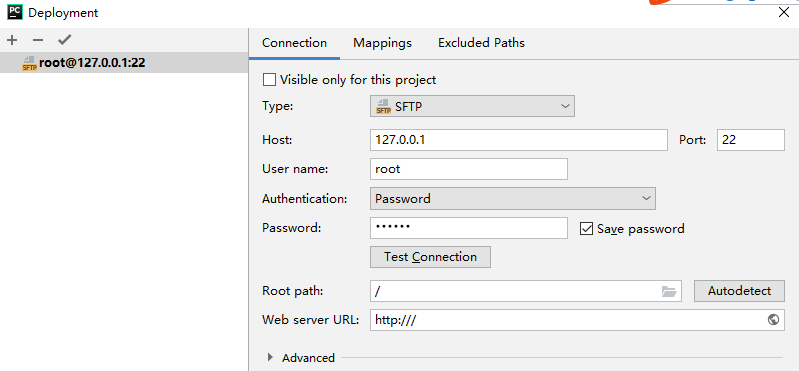 PC Deployment
Connection Mappings Excluded Paths
SFTP root@127.0.0.1:22
Visible only for this project
Type: SFTP SFTP
Host: 127.0.0.1 Port: 22
User name: root
Authentication: Password
Password: •••••• Save password
Test Connection
Root path: / Autodetect
Web server URL: http:///
Advanced